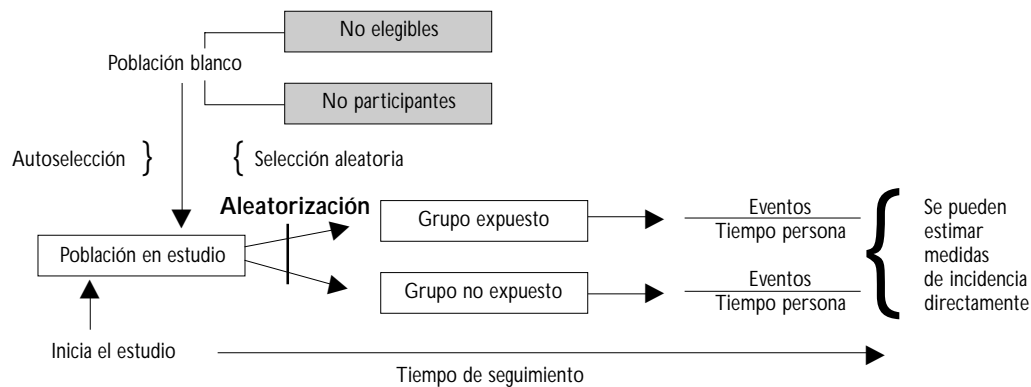 No elegibles
Población blanco
No participantes
Autoselección } { Selección aleatoria
Aleatorización
Grupo expuesto
Eventos
Tiempo persona
Población en estudio
Grupo no expuesto
Eventos
Tiempo persona
{
Se pueden
estimar
medidas
de incidencia
directamente
Inicia el estudio
Tiempo de seguimiento